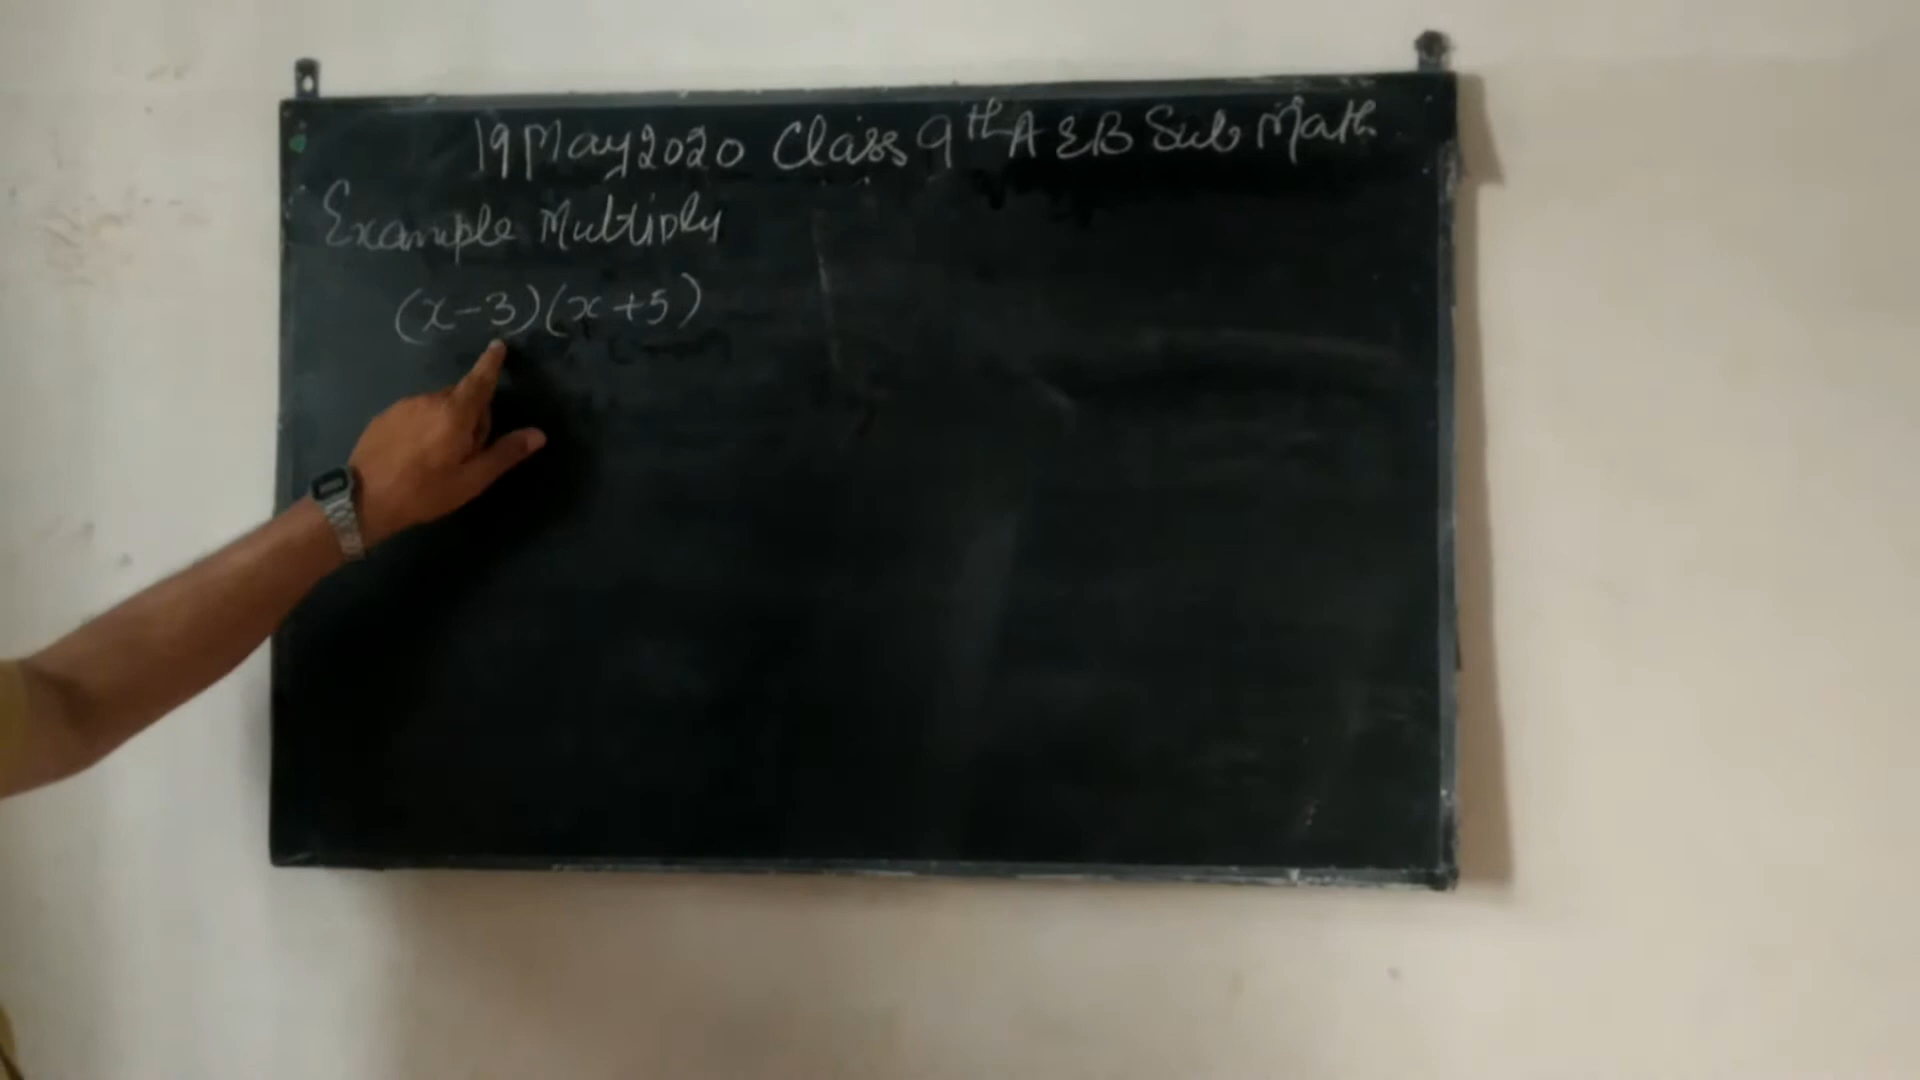 19 May 2020 Class 9th A & B Sub Math
Example Multiply
(x-3)(x+5)